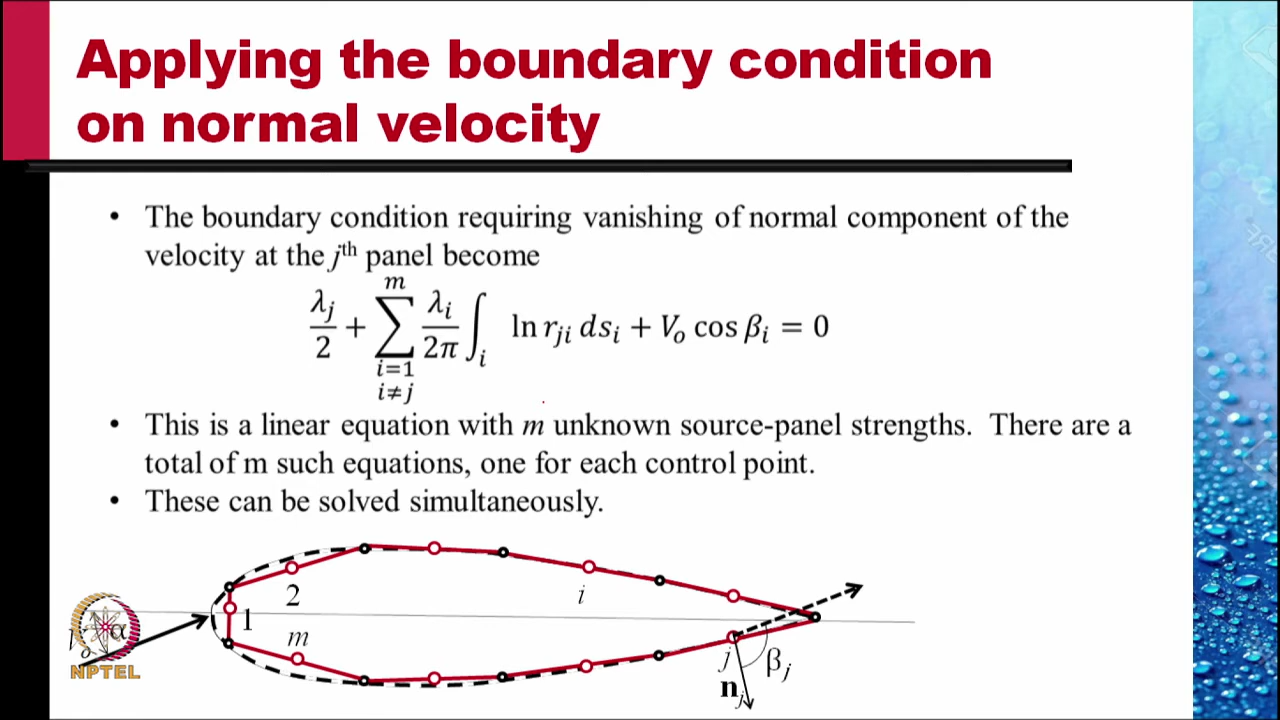 Applying the boundary condition
on normal velocity
• The boundary condition requiring vanishing of normal component of the
velocity at the jᵗʰ panel become
λⱼ/2 + ∑_{i=1, i≠j}^{m} λᵢ/2π ∫ᵢ ln rⱼᵢ dsᵢ + Vₒ cos βᵢ = 0
• This is a linear equation with m unknown source-panel strengths. There are a
total of m such equations, one for each control point.
• These can be solved simultaneously.
2
i
1
α
m
j
βⱼ
nⱼ
NPTEL